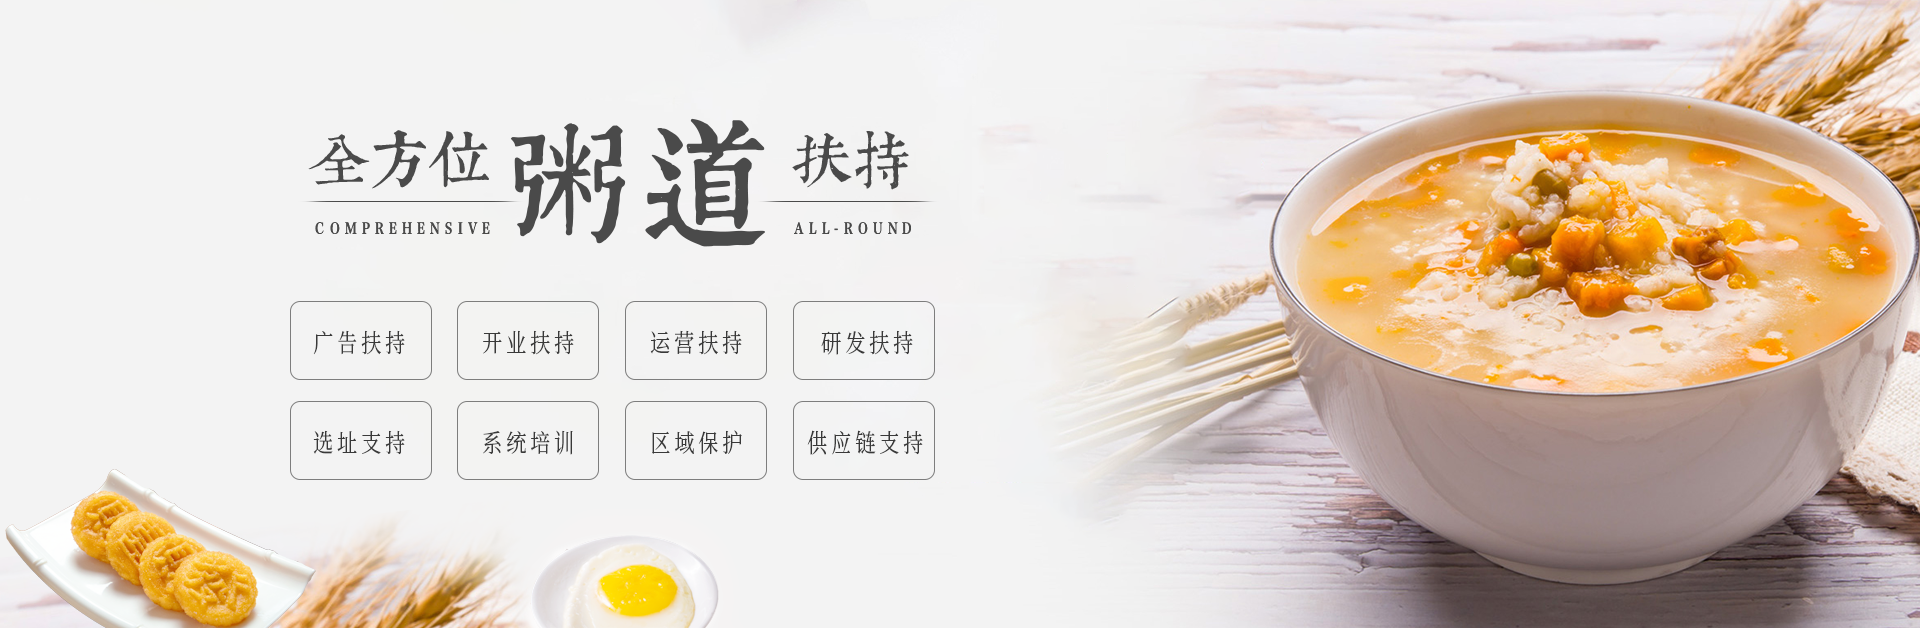 全方位 粥道 扶持
COMPREHENSIVE ALL-ROUND
广告扶持 开业扶持 运营扶持 研发扶持
选址支持 系统培训 区域保护 供应链支持